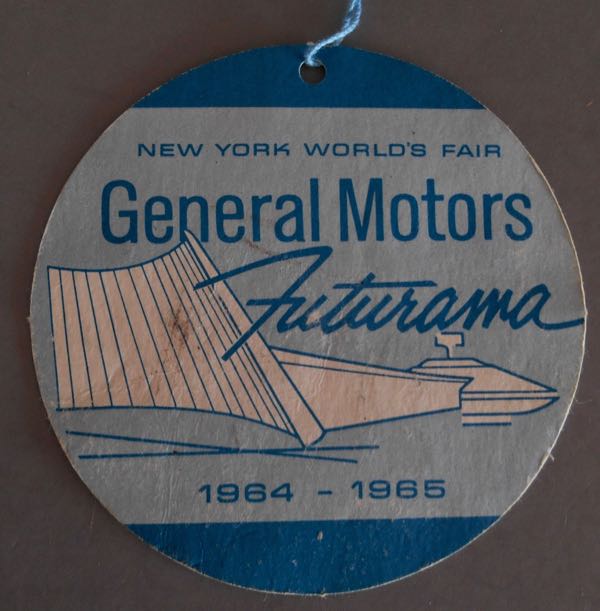 NEW YORK WORLD'S FAIR
General Motors
Futurama
1964 - 1965